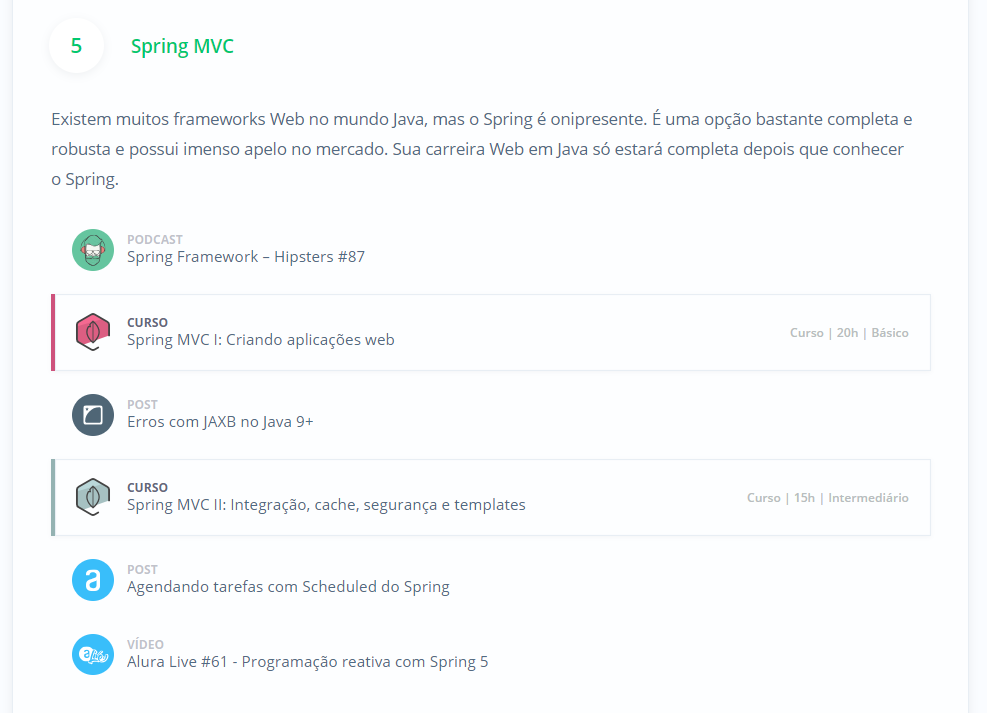 5
Spring MVC
Existem muitos frameworks Web no mundo Java, mas o Spring é onipresente. É uma opção bastante completa e
robusta e possui imenso apelo no mercado. Sua carreira Web em Java só estará completa depois que conhecer
o Spring.
PODCAST
Spring Framework – Hipsters #87
CURSO
Spring MVC I: Criando aplicações web
Curso | 20h | Básico
POST
Erros com JAXB no Java 9+
CURSO
Spring MVC II: Integração, cache, segurança e templates
Curso | 15h | Intermediário
POST
a
Agendando tarefas com Scheduled do Spring
VÍDEO
Alura Live #61 - Programação reativa com Spring 5